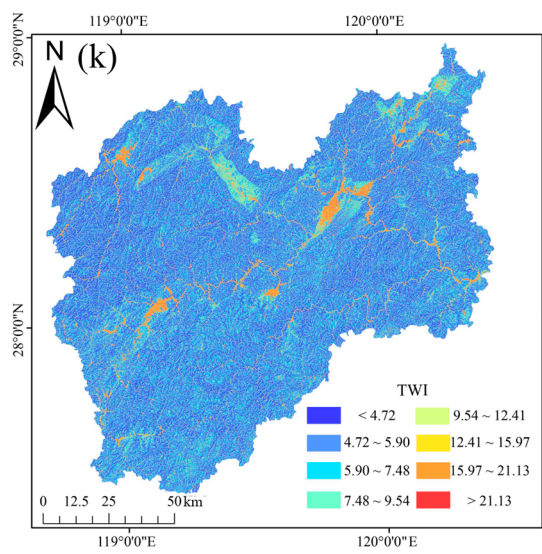 119°0'0"E 120°0'0"E
29°0'N
28°0'N
N
(k)
TWI
< 4.72
4.72 ~ 5.90
5.90 ~ 7.48
7.48 ~ 9.54
9.54 ~ 12.41
12.41 ~ 15.97
15.97 ~ 21.13
> 21.13
0 12.5 25 50 km
119°0'0"E 120°0'0"E